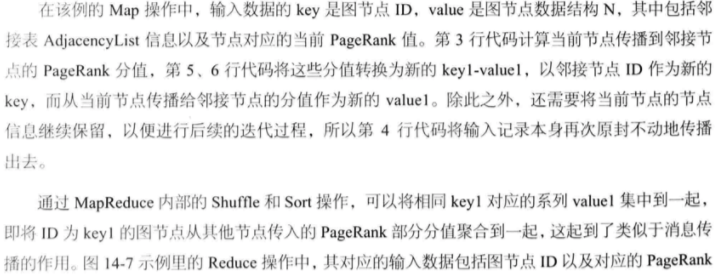 在该例的 Map 操作中，输入数据的 key 是图节点 ID，value 是图节点数据结构 N，其中包括邻
接表 AdjacencyList 信息以及节点对应的当前 PageRank 值。第 3 行代码计算当前节点传播到邻接节
点的 PageRank 分值，第 5、6 行代码将这些分值转换为新的 key1-value1，以邻接节点 ID 作为新的
key，而从当前节点传播给邻接节点的分值作为新的 value1。除此之外，还需要将当前节点的节点
信息继续保留，以便进行后续的迭代过程，所以第 4 行代码将输入记录本身再次原封不动地传播
出去。
通过 MapReduce 内部的 Shuffle 和 Sort 操作，可以将相同 key1 对应的系列 value1 集中到一起，
即将 ID 为 key1 的图节点从其他节点传入的 PageRank 部分分值聚合到一起，这起到了类似于消息传
播的作用。图 14-7 示例里的 Reduce 操作中，其对应的输入数据包括图节点 ID 以及对应的 PageRank